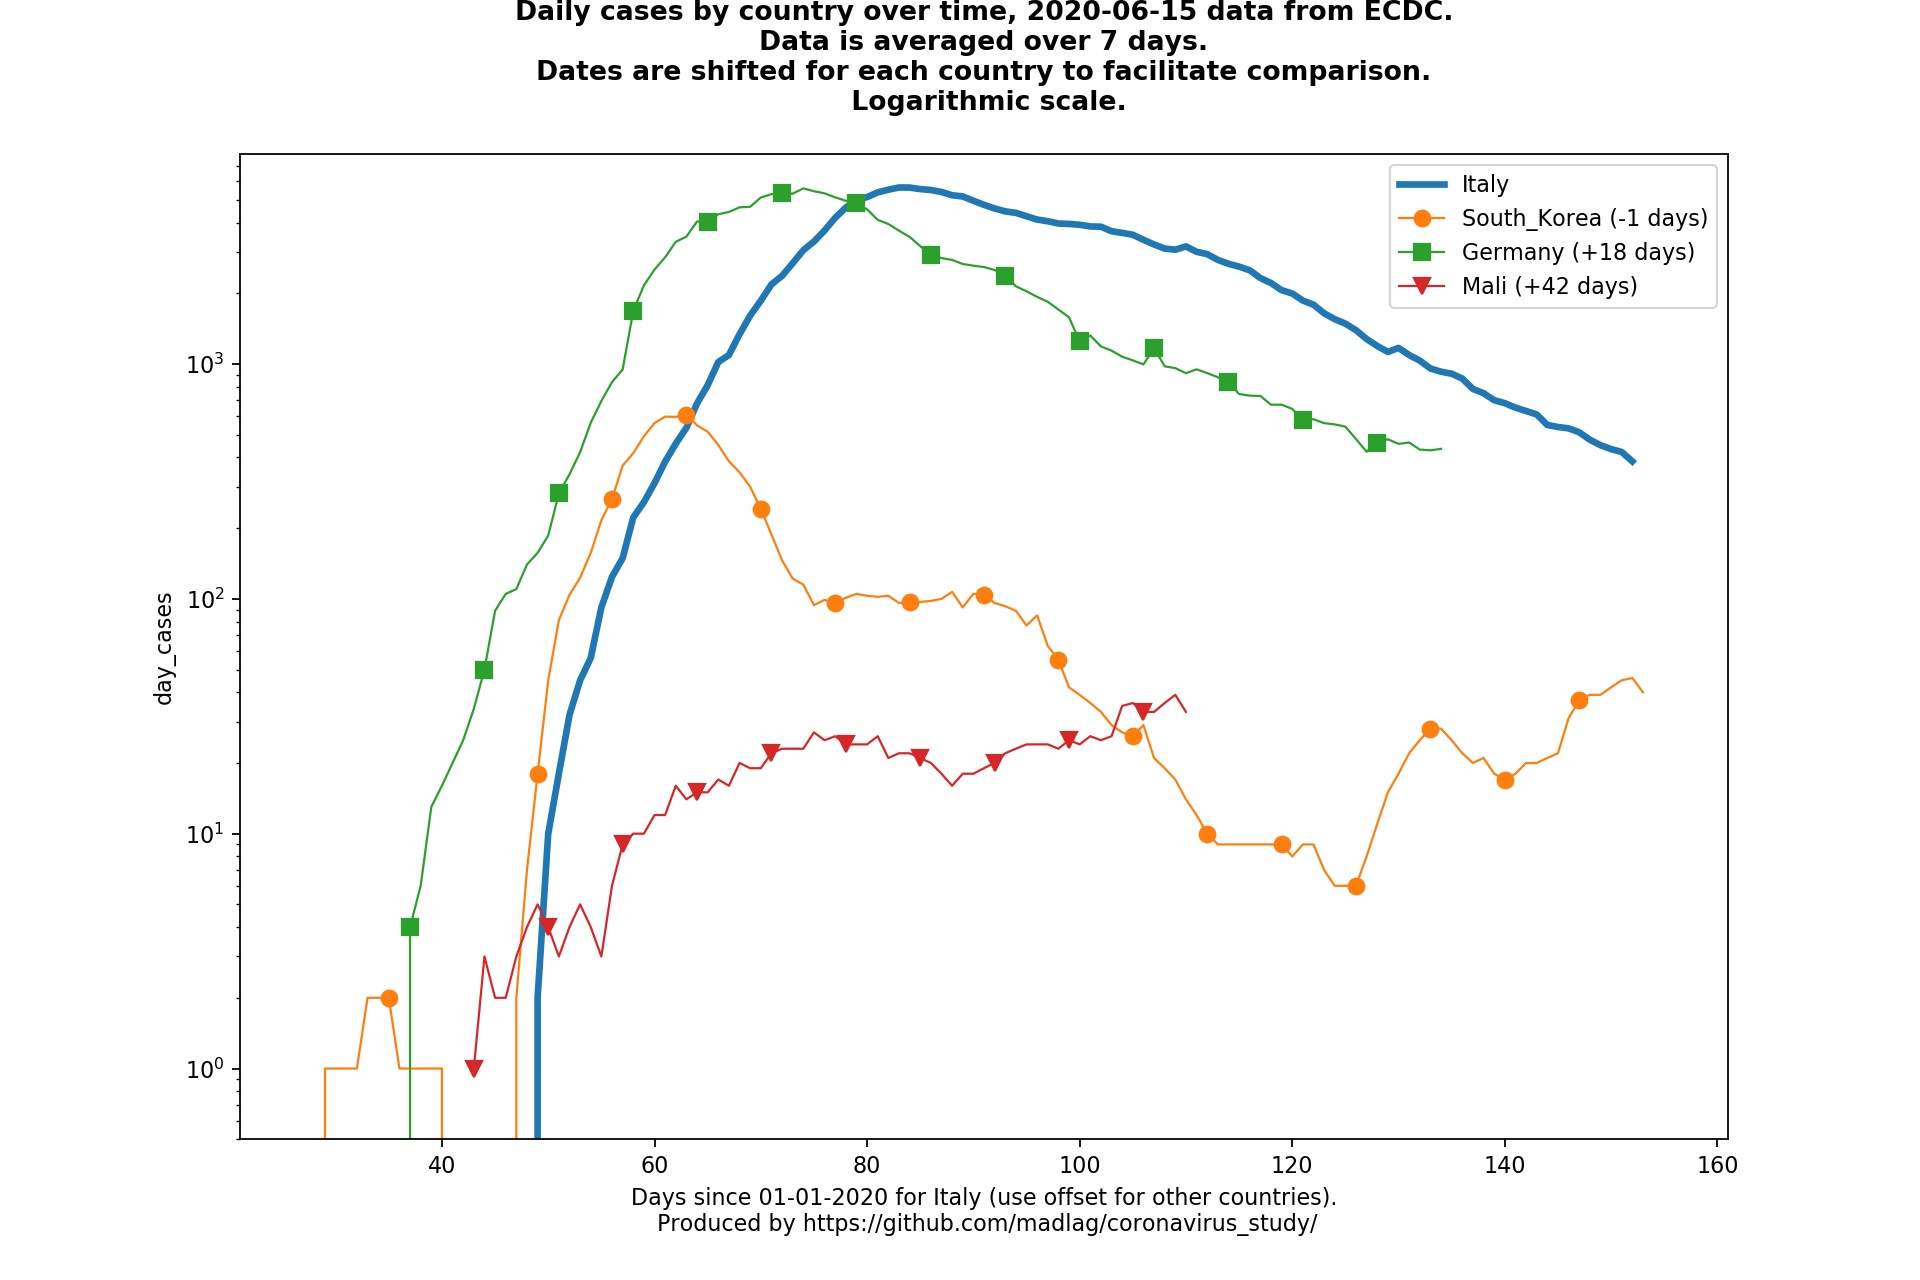 Daily cases by country over time, 2020-06-15 data from ECDC.
Data is averaged over 7 days.
Dates are shifted for each country to facilitate comparison.
Logarithmic scale.
Italy
South_Korea (-1 days)
Germany (+18 days)
Mali (+42 days)
day_cases
10³
10²
10¹
10⁰
40 60 80 100 120 140 160
Days since 01-01-2020 for Italy (use offset for other countries).
Produced by https://github.com/madlag/coronavirus_study/